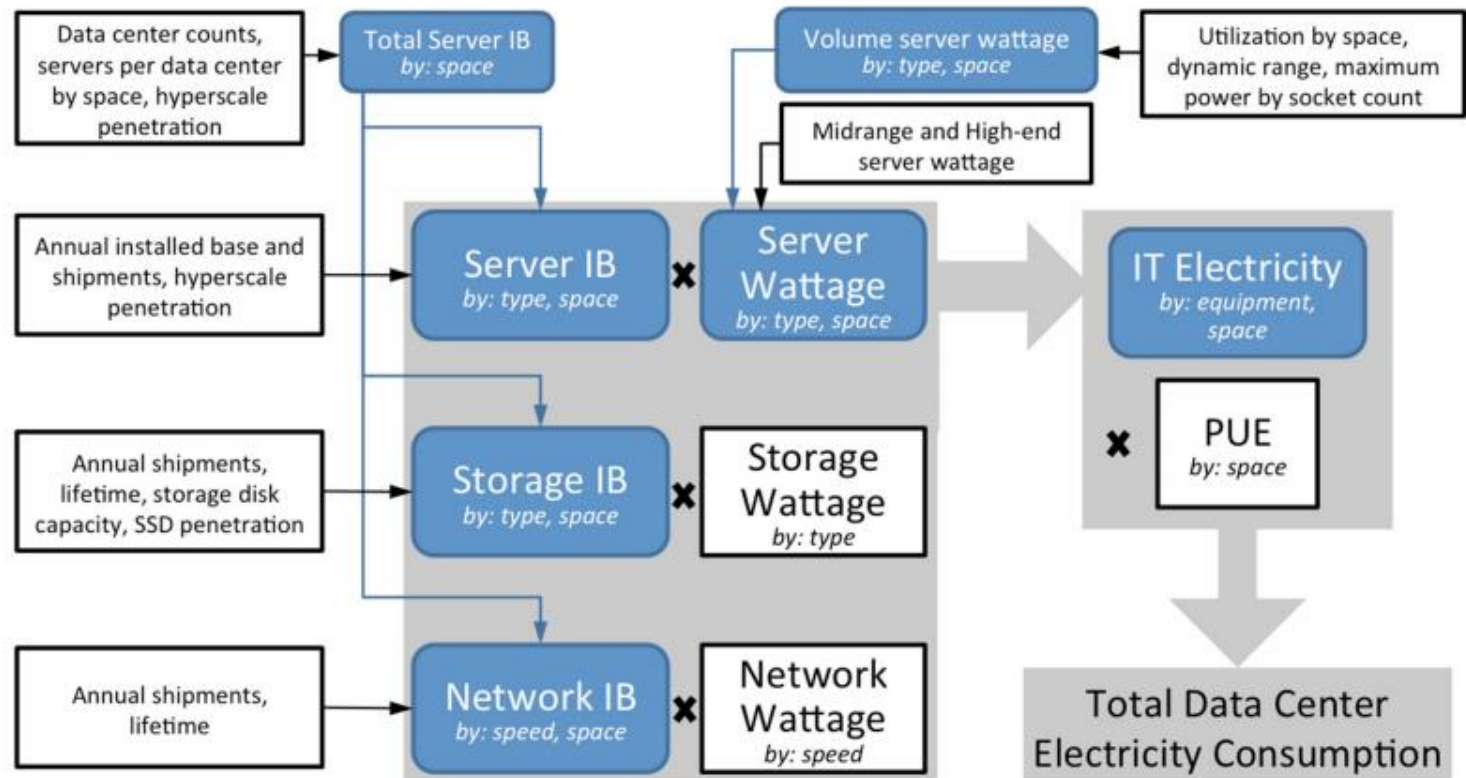 Data center counts,
servers per data center
by space, hyperscale
penetration
Total Server IB
by: space
Volume server wattage
by: type, space
Utilization by space,
dynamic range, maximum
power by socket count
Midrange and High-end
server wattage
Annual installed base and
shipments, hyperscale
penetration
Server IB
by: type, space
×
Server
Wattage
by: type, space
IT Electricity
by: equipment,
space
×
PUE
by: space
Annual shipments,
lifetime, storage disk
capacity, SSD penetration
Storage IB
by: type, space
×
Storage
Wattage
by: type
Annual shipments,
lifetime
Network IB
by: speed, space
×
Network
Wattage
by: speed
Total Data Center
Electricity Consumption